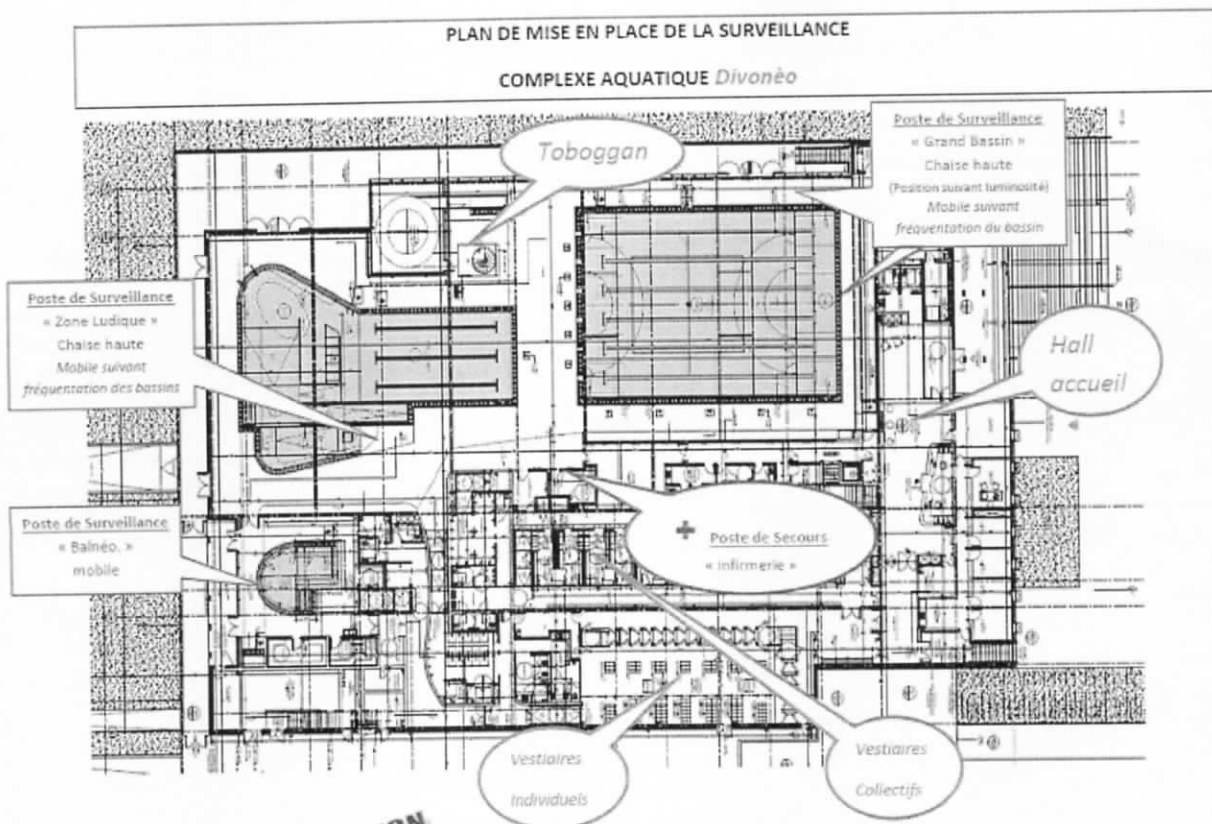 PLAN DE MISE EN PLACE DE LA SURVEILLANCE
COMPLEXE AQUATIQUE Divonèo
Toboggan
Poste de Surveillance
« Grand Bassin »
Chaise haute
(Position suivant luminosité)
Mobile suivant
fréquentation du bassin
Poste de Surveillance
« Zone Ludique »
Chaise haute
Mobile suivant
fréquentation des bassins
Hall
accueil
Poste de Surveillance
« Balnéo. »
mobile
+ Poste de Secours
« infirmerie »
Vestiaires
Individuels
Vestiaires
Collectifs